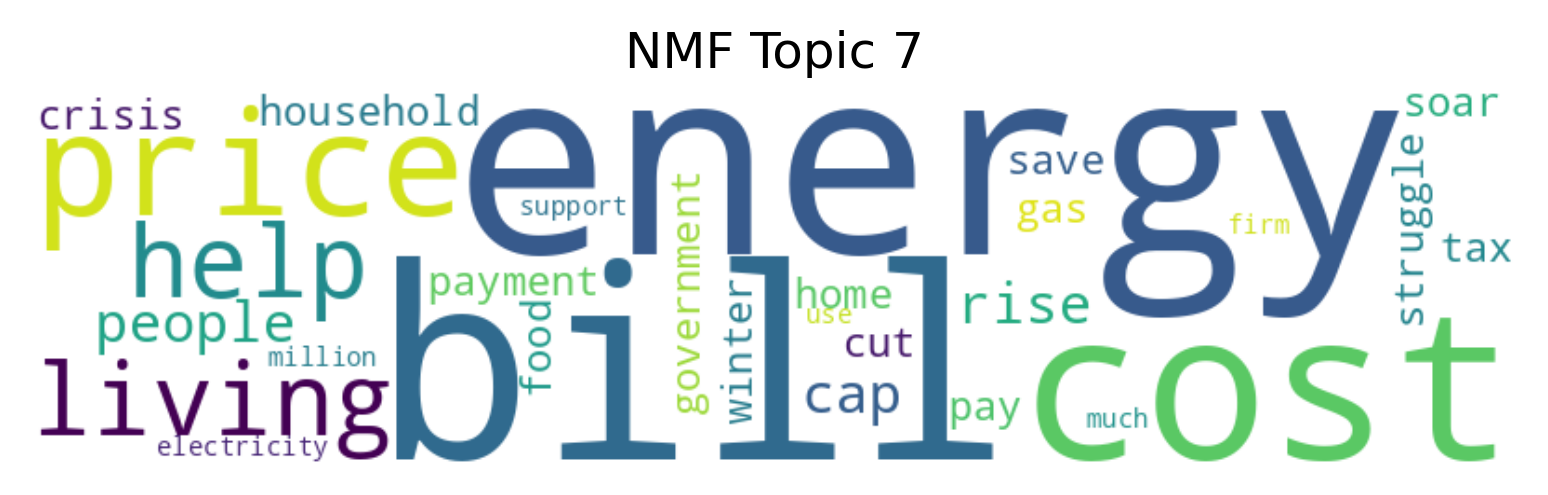 NMF Topic 7
crisis
household
energy
soar
price
save
struggle
support
government
gas
firm
tax
help
payment
home
rise
people
food
winter
use
cut
million
living
bill
cap
pay
cost
much
electricity